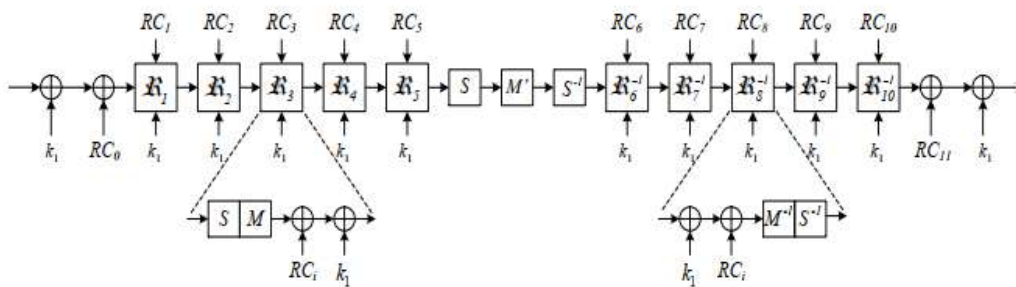 RC₁ RC₂ RC₃ RC₄ RC₅ RC₆ RC₇ RC₈ RC₉ RC₁₀
ℜ₁ ℜ₂ ℜ₃ ℜ₄ ℜ₅ S M' S⁻¹ ℜ₆⁻¹ ℜ₇⁻¹ ℜ₈⁻¹ ℜ₉⁻¹ ℜ₁₀⁻¹
k₁ RC₀ k₁ k₁ k₁ k₁ k₁ k₁ k₁ k₁ k₁ k₁ RC₁₁ k₁
S M M⁻¹ S⁻¹
RCᵢ k₁ k₁ RCᵢ